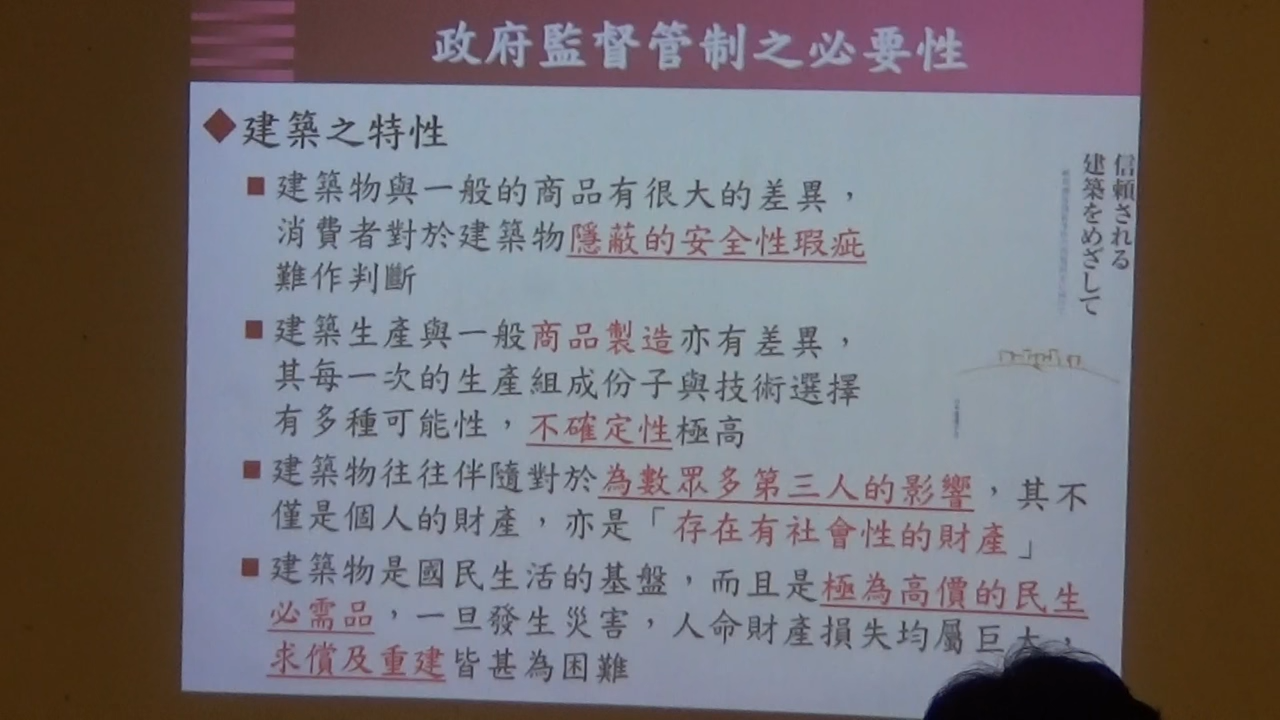 政府監督管制之必要性
建築之特性
建築物與一般的商品有很大的差異，
消費者對於建築物隱蔽的安全性瑕疵
難作判斷
建築生產與一般商品製造亦有差異，
其每一次的生產組成份子與技術選擇
有多種可能性，不確定性極高
建築物往往伴隨對於為數眾多第三人的影響，其不
僅是個人的財產，亦是「存在有社會性的財產」
建築物是國民生活的基盤，而且是極為高價的民生
必需品，一旦發生災害，人命財產損失均屬巨大，
求償及重建皆甚為困難
信頼される
建築をめざして